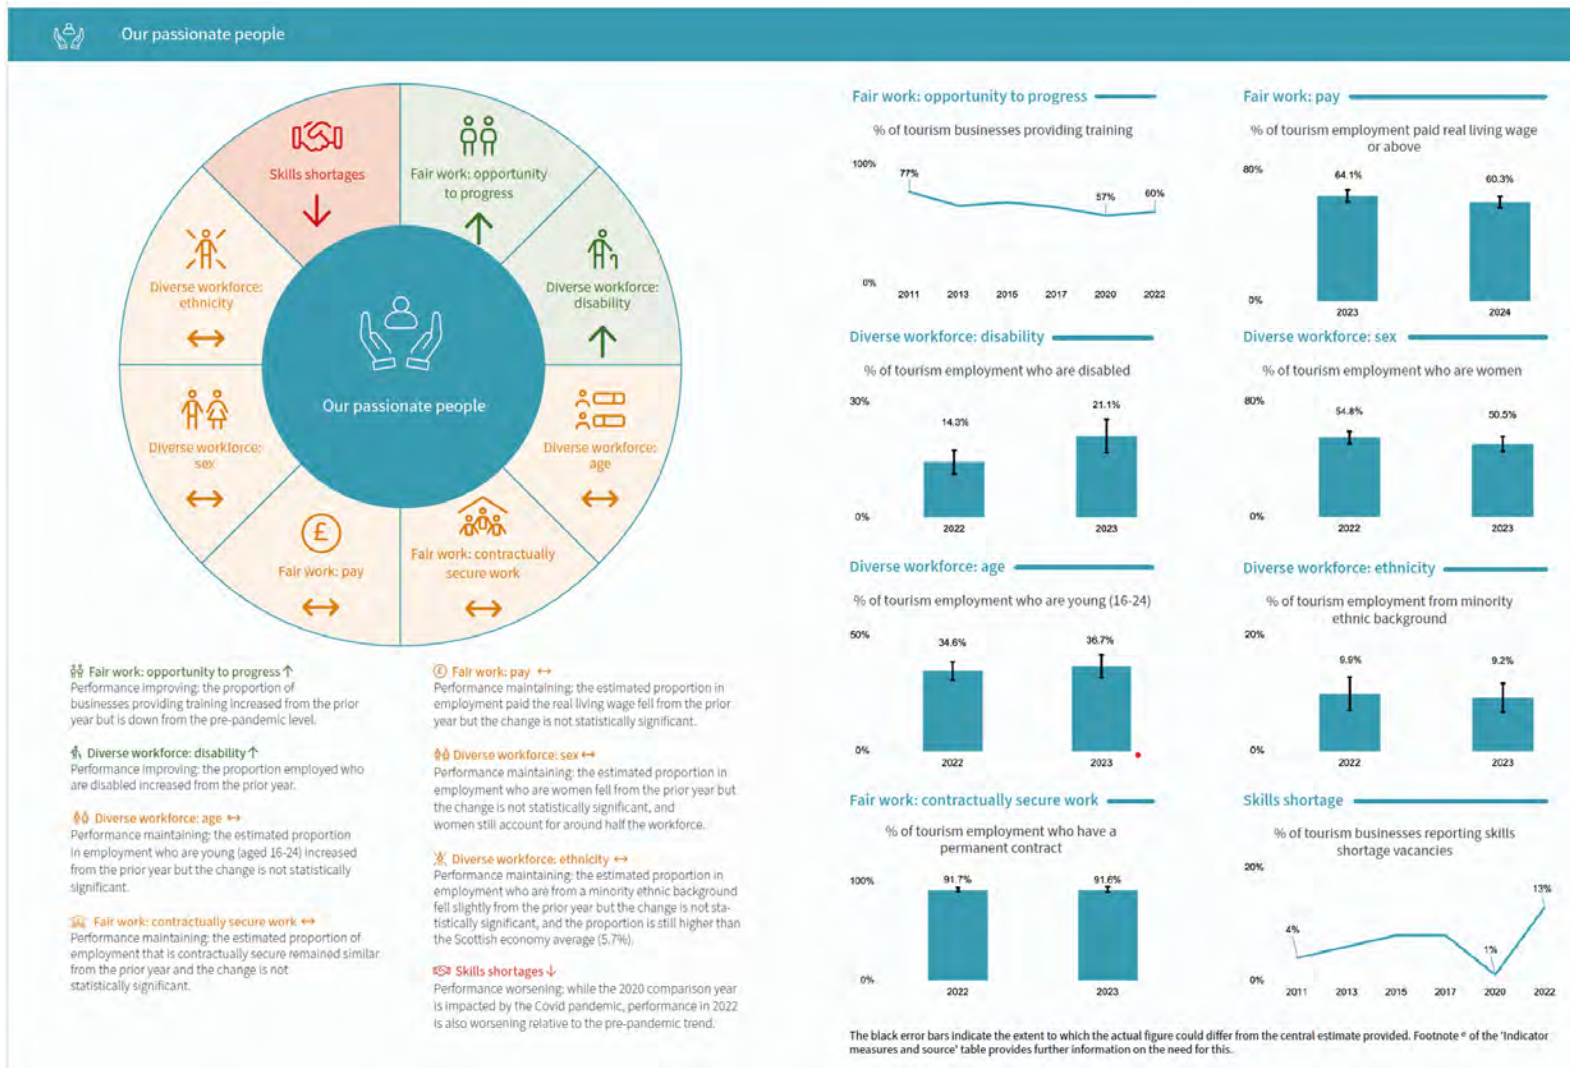 Our passionate people
Skills shortages
Fair work: opportunity
to progress
Diverse workforce:
ethnicity
Diverse workforce:
disability
Our passionate people
Diverse workforce:
sex
Diverse workforce:
age
Fair work: pay
Fair work: contractually
secure work
Fair work: opportunity to progress ↑
Performance improving: the proportion of
businesses providing training increased from the prior
year but is down from the pre-pandemic level.
Diverse workforce: disability ↑
Performance improving: the proportion employed who
are disabled increased from the prior year.
Diverse workforce: age ↔
Performance maintaining: the estimated proportion
in employment who are young (aged 16-24) increased
from the prior year but the change is not statistically
significant.
Fair work: contractually secure work ↔
Performance maintaining: the estimated proportion of
employment that is contractually secure remained similar
from the prior year and the change is not
statistically significant.
Fair work: pay ↔
Performance maintaining: the estimated proportion in
employment paid the real living wage fell from the prior
year but the change is not statistically significant.
Diverse workforce: sex ↔
Performance maintaining: the estimated proportion in
employment who are women fell from the prior year but
the change is not statistically significant, and
women still account for around half the workforce.
Diverse workforce: ethnicity ↔
Performance maintaining: the estimated proportion in
employment who are from a minority ethnic background
fell slightly from the prior year but the change is not sta-
tistically significant, and the proportion is still higher than
the Scottish economy average (5.7%).
Skills shortages ↓
Performance worsening: while the 2020 comparison year
is impacted by the Covid pandemic, performance in 2022
is also worsening relative to the pre-pandemic trend.
Fair work: opportunity to progress
% of tourism businesses providing training
100%
77%
57%
60%
0%
2011 2013 2015 2017 2020 2022
Fair work: pay
% of tourism employment paid real living wage
or above
80%
64.1%
60.3%
0%
2023 2024
Diverse workforce: disability
% of tourism employment who are disabled
30%
14.3%
21.1%
0%
2022 2023
Diverse workforce: sex
% of tourism employment who are women
80%
54.8%
50.5%
0%
2022 2023
Diverse workforce: age
% of tourism employment who are young (16-24)
50%
34.6%
36.7%
0%
2022 2023
Diverse workforce: ethnicity
% of tourism employment from minority
ethnic background
20%
9.9%
9.2%
0%
2022 2023
Fair work: contractually secure work
% of tourism employment who have a
permanent contract
100%
91.7%
91.6%
0%
2022 2023
Skills shortage
% of tourism businesses reporting skills
shortage vacancies
20%
4%
1%
13%
0%
2011 2013 2015 2017 2020 2022
The black error bars indicate the extent to which the actual figure could differ from the central estimate provided. Footnote of the 'Indicator
measures and source' table provides further information on the need for this.